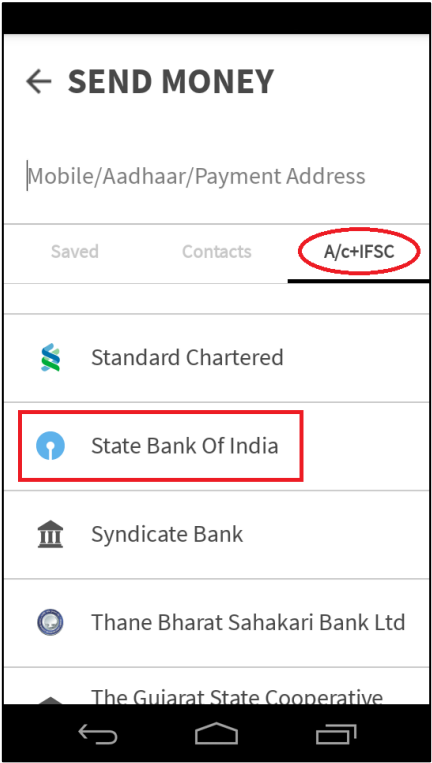 SEND MONEY
Mobile/Aadhaar/Payment Address
Saved Contacts A/c+IFSC
Standard Chartered
State Bank Of India
Syndicate Bank
Thane Bharat Sahakari Bank Ltd
The Gujarat State Cooperative